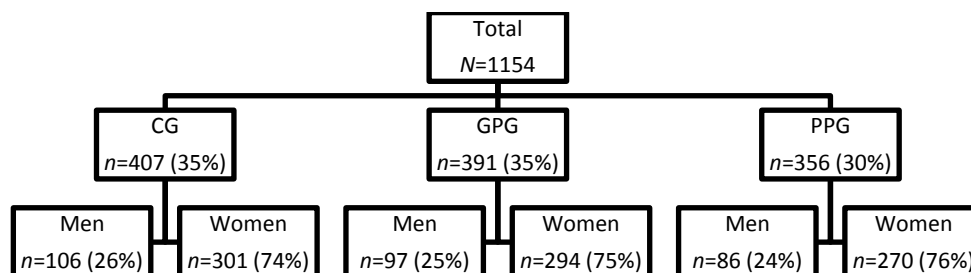 Total
N=1154
CG
n=407 (35%)
GPG
n=391 (35%)
PPG
n=356 (30%)
Men
n=106 (26%)
Women
n=301 (74%)
Men
n=97 (25%)
Women
n=294 (75%)
Men
n=86 (24%)
Women
n=270 (76%)